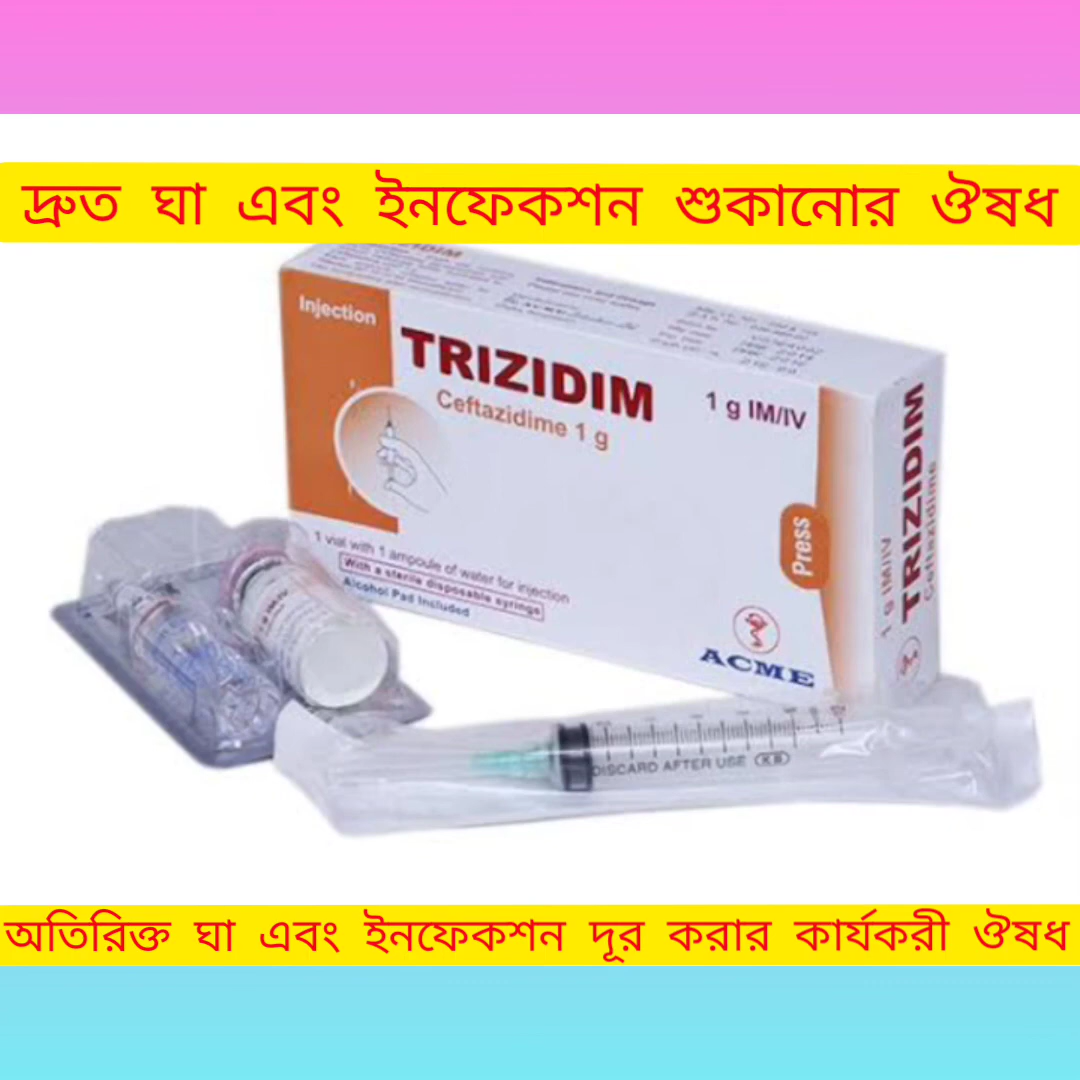 দ্রুত ঘা এবং ইনফেকশন শুকানোর ঔষধ
Injection
TRIZIDIM
Ceftazidime 1 g
1 g IM/IV
Press
1 vial with 1 ampoule of water for injection
With a sterile disposable syringe
Alcohol Pad Included
ACME
1 g IM/IV
TRIZIDIM
Ceftazidime
DISCARD AFTER USE KB
অতিরিক্ত ঘা এবং ইনফেকশন দূর করার কার্যকরী ঔষধ